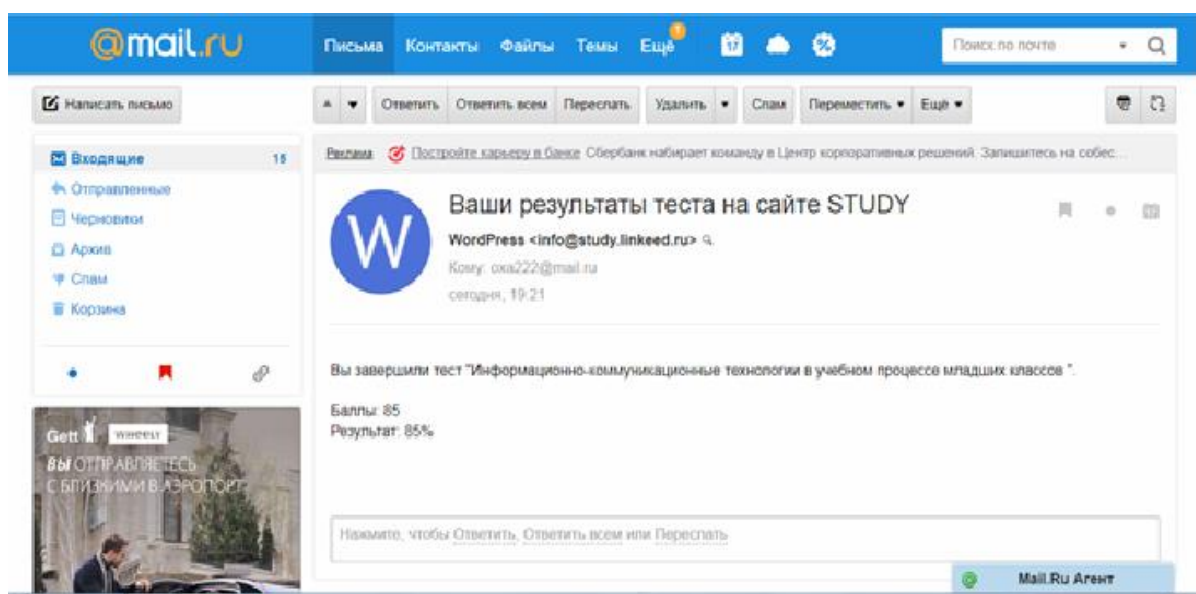 @mail.ru
Письма Контакты Файлы Темы Ещё 17 %
Поиск по почте
Написать письмо
Ответить Ответить всем Переслать Удалить Спам Переместить Ещё
Входящие
Отправленные
Черновики
Архив
Спам
Корзина
Реклама Постройте карьеру в банке Сбербанк набирает команду в Центр корпоративных решений. Запишитесь на собес...
W
Ваши результаты теста на сайте STUDY
WordPress <info@study.linkeed.ru>
Кому: oxa222@mail.ru
сегодня, 19:21
Вы завершили тест "Информационно-коммуникационные технологии в учебном процессе младших классов ".
Баллы: 85
Результат: 85%
Нажмите, чтобы Ответить, Ответить всем или Переслать
Gett
ВЫ ОТПРАВЛЯЕТЕСЬ
С БЛИЗКИМИ В АЭРОПОРТ
Mail.Ru Агент